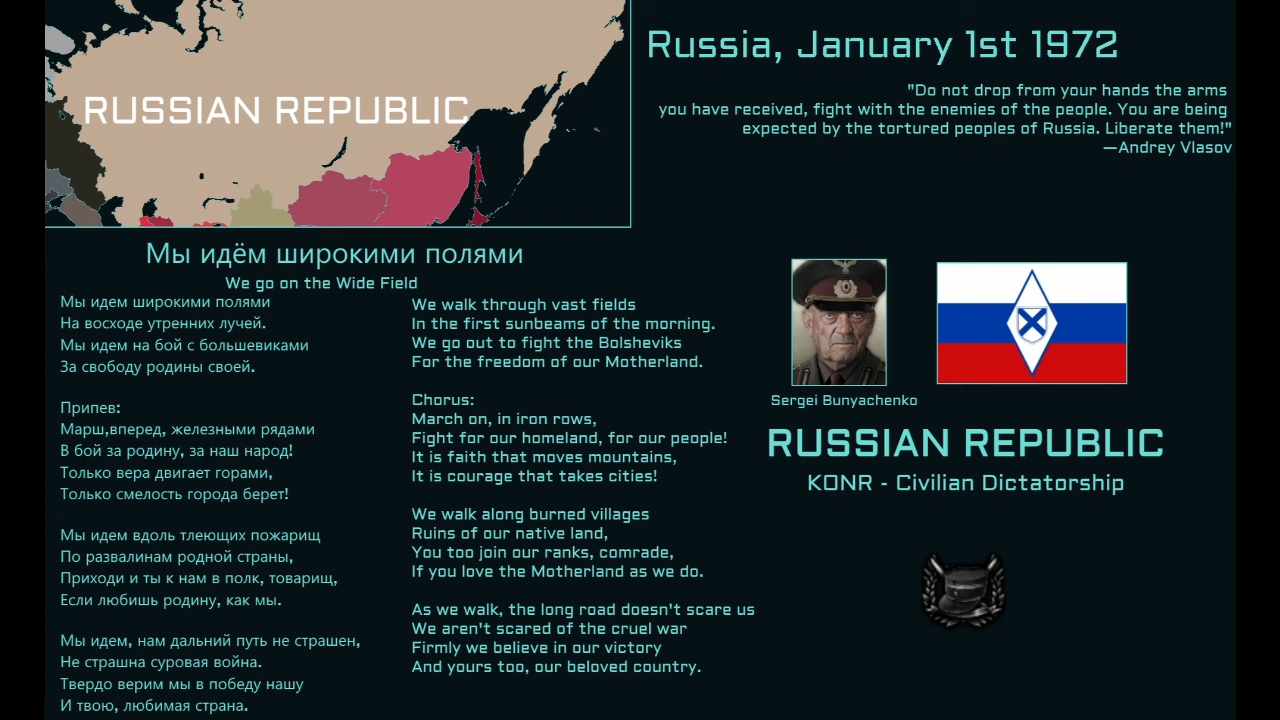 RUSSIAN REPUBLIC
Russia, January 1st 1972
"Do not drop from your hands the arms
you have received, fight with the enemies of the people. You are being
expected by the tortured peoples of Russia. Liberate them!"
—Andrey Vlasov
Мы идём широкими полями
We go on the Wide Field
Мы идем широкими полями
На восходе утренних лучей.
Мы идем на бой с большевиками
За свободу родины своей.
Припев:
Марш,вперед, железными рядами
В бой за родину, за наш народ!
Только вера двигает горами,
Только смелость города берет!
Мы идем вдоль тлеющих пожарищ
По развалинам родной страны,
Приходи и ты к нам в полк, товарищ,
Если любишь родину, как мы.
Мы идем, нам дальний путь не страшен,
Не страшна суровая война.
Твердо верим мы в победу нашу
И твою, любимая страна.
We walk through vast fields
In the first sunbeams of the morning.
We go out to fight the Bolsheviks
For the freedom of our Motherland.
Chorus:
March on, in iron rows,
Fight for our homeland, for our people!
It is faith that moves mountains,
It is courage that takes cities!
We walk along burned villages
Ruins of our native land,
You too join our ranks, comrade,
If you love the Motherland as we do.
As we walk, the long road doesn't scare us
We aren't scared of the cruel war
Firmly we believe in our victory
And yours too, our beloved country.
Sergei Bunyachenko
RUSSIAN REPUBLIC
KONR - Civilian Dictatorship